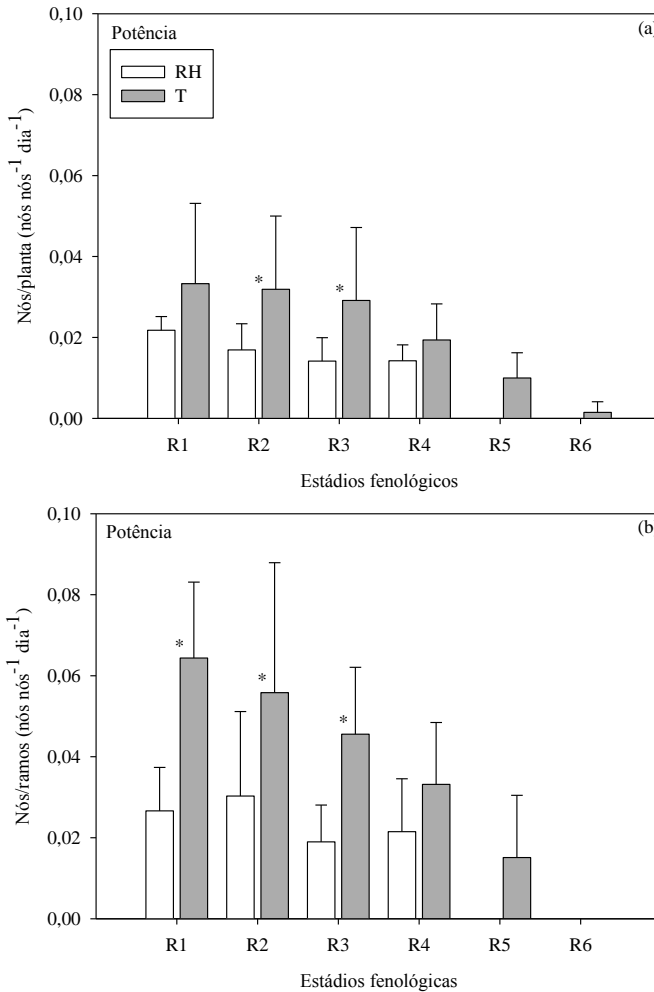 0,10
Potência
(a)
RH
T
0,08
0,06
0,04
0,02
0,00
Nós/planta (nós nós⁻¹ dia⁻¹)
*
*
R1 R2 R3 R4 R5 R6
Estádios fenológicos
0,10
Potência
(b
0,08
0,06
0,04
0,02
0,00
Nós/ramos (nós nós⁻¹ dia⁻¹)
*
*
*
R1 R2 R3 R4 R5 R6
Estádios fenológicas